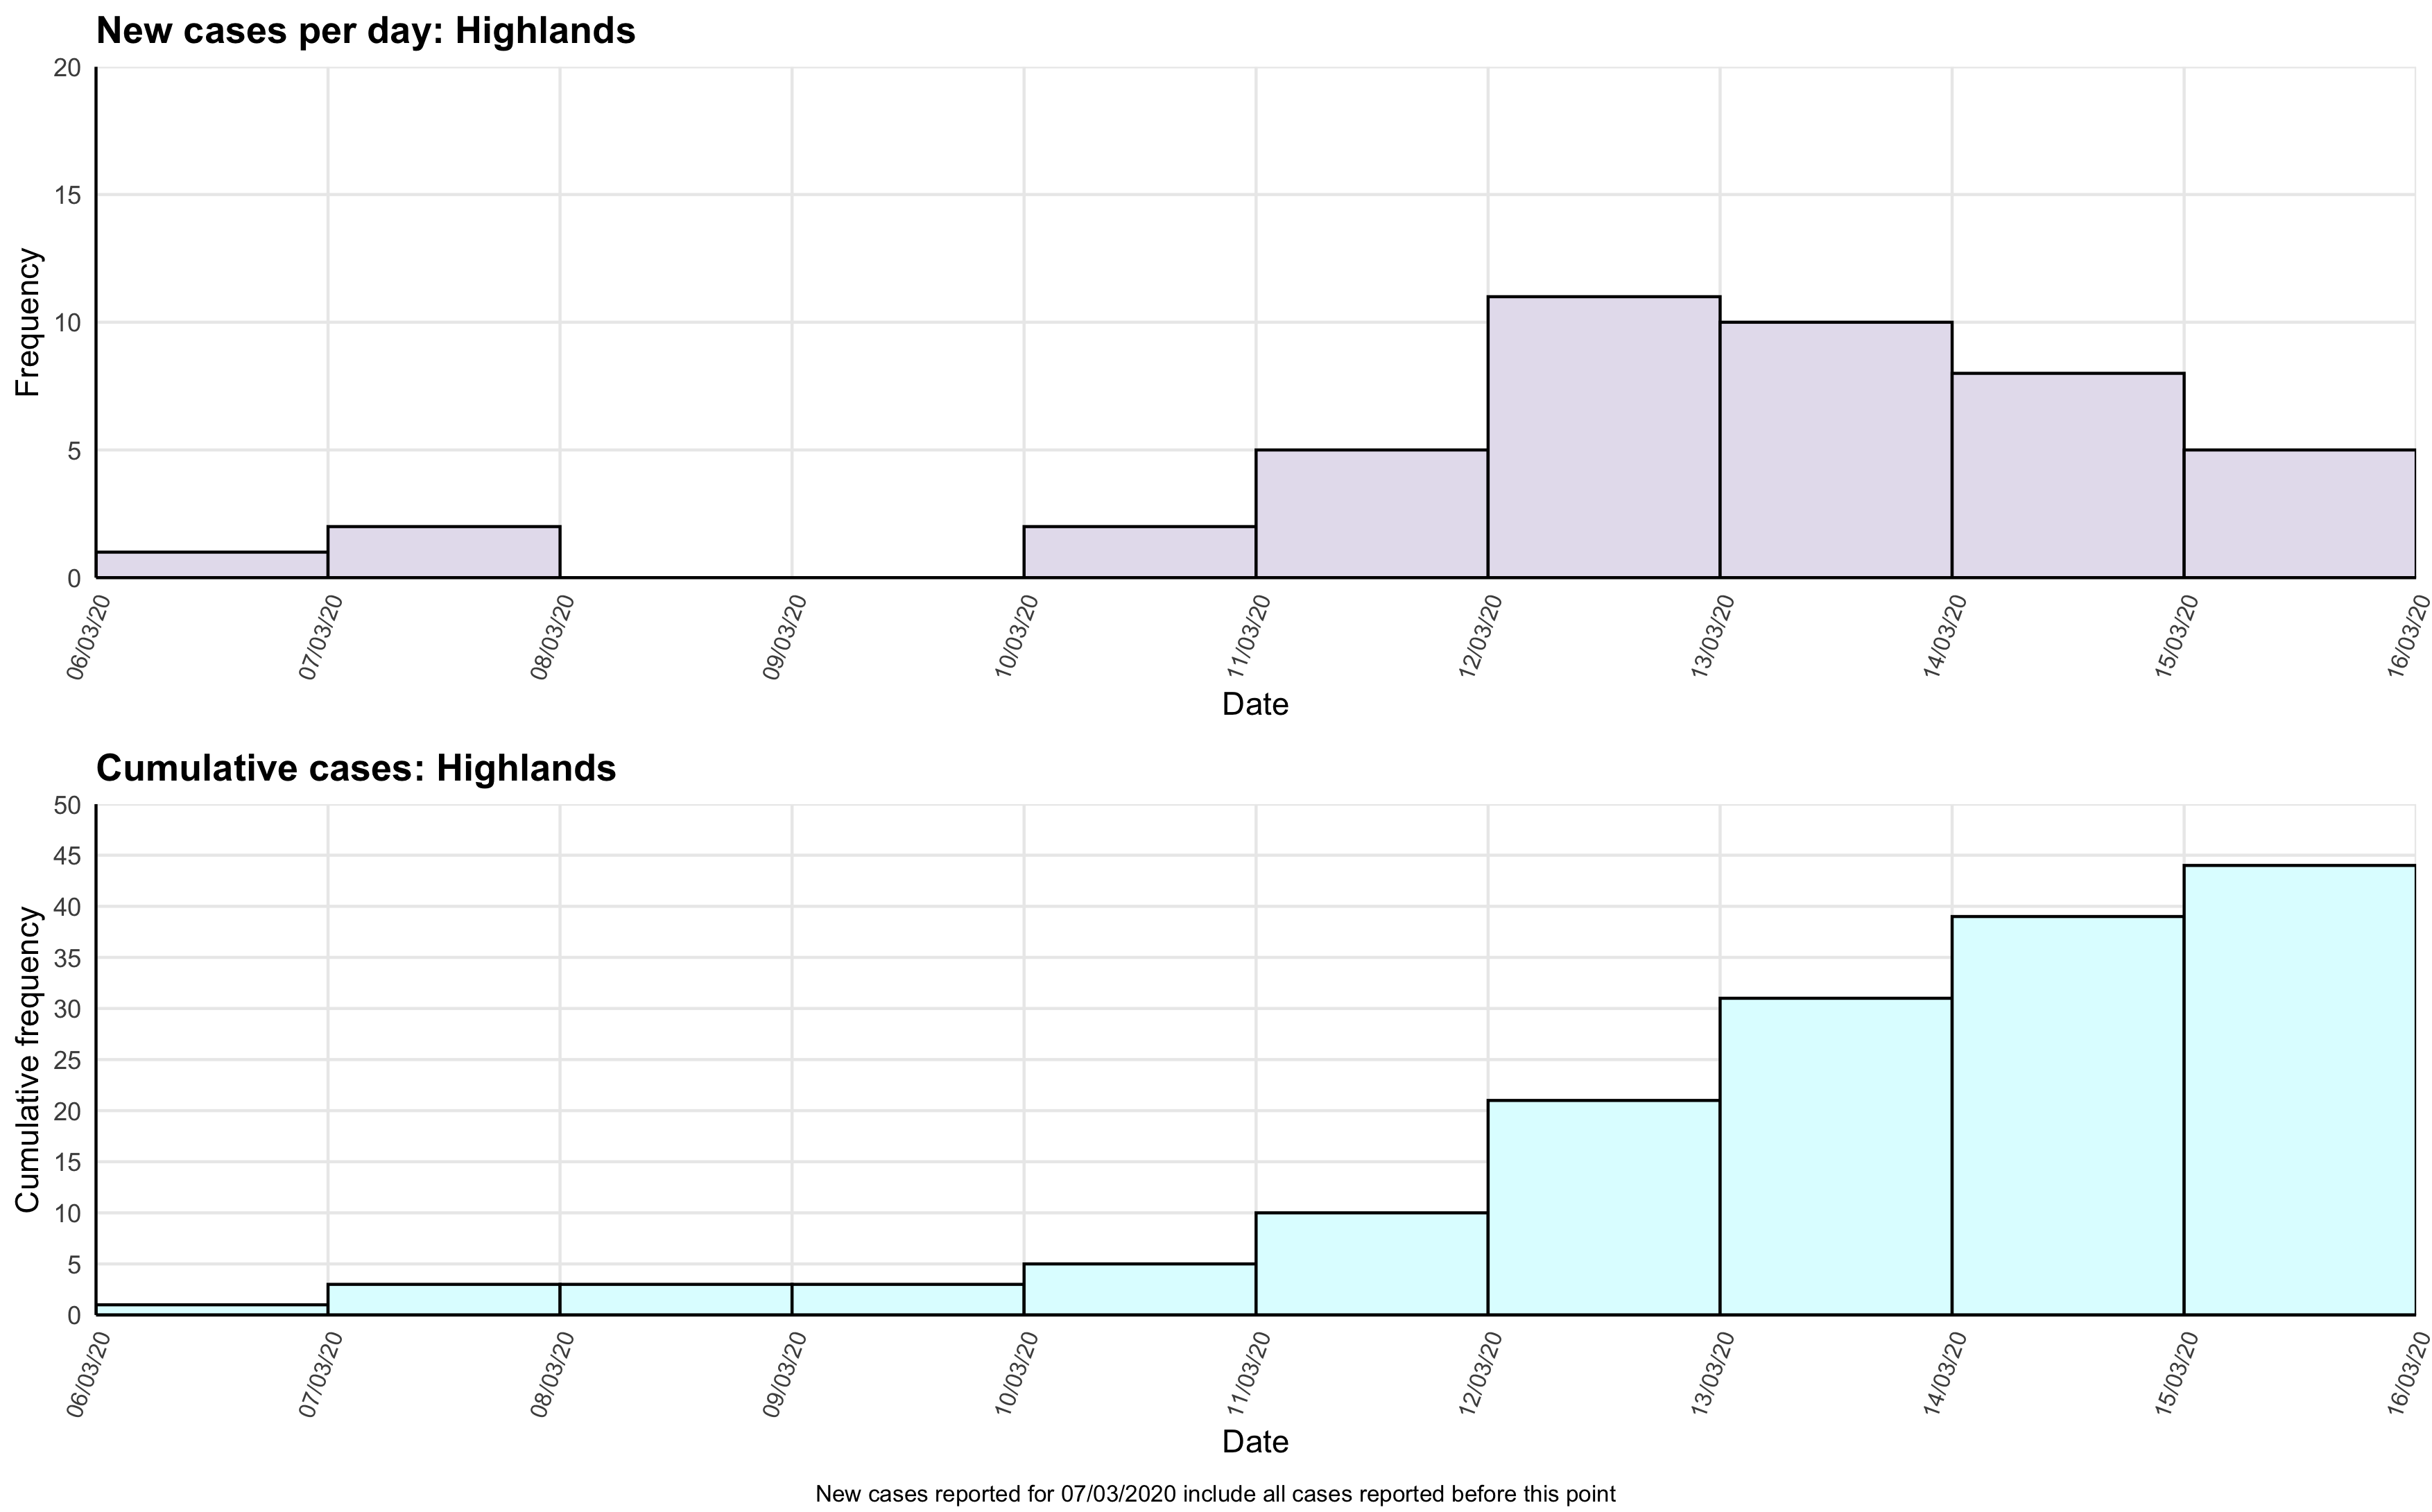 New cases per day: Highlands
20
15
10
5
0
Frequency
06/03/20 07/03/20 08/03/20 09/03/20 10/03/20 11/03/20 12/03/20 13/03/20 14/03/20 15/03/20 16/03/20
Date
Cumulative cases: Highlands
50
45
40
35
30
25
20
15
10
5
0
Cumulative frequency
06/03/20 07/03/20 08/03/20 09/03/20 10/03/20 11/03/20 12/03/20 13/03/20 14/03/20 15/03/20 16/03/20
Date
New cases reported for 07/03/2020 include all cases reported before this point